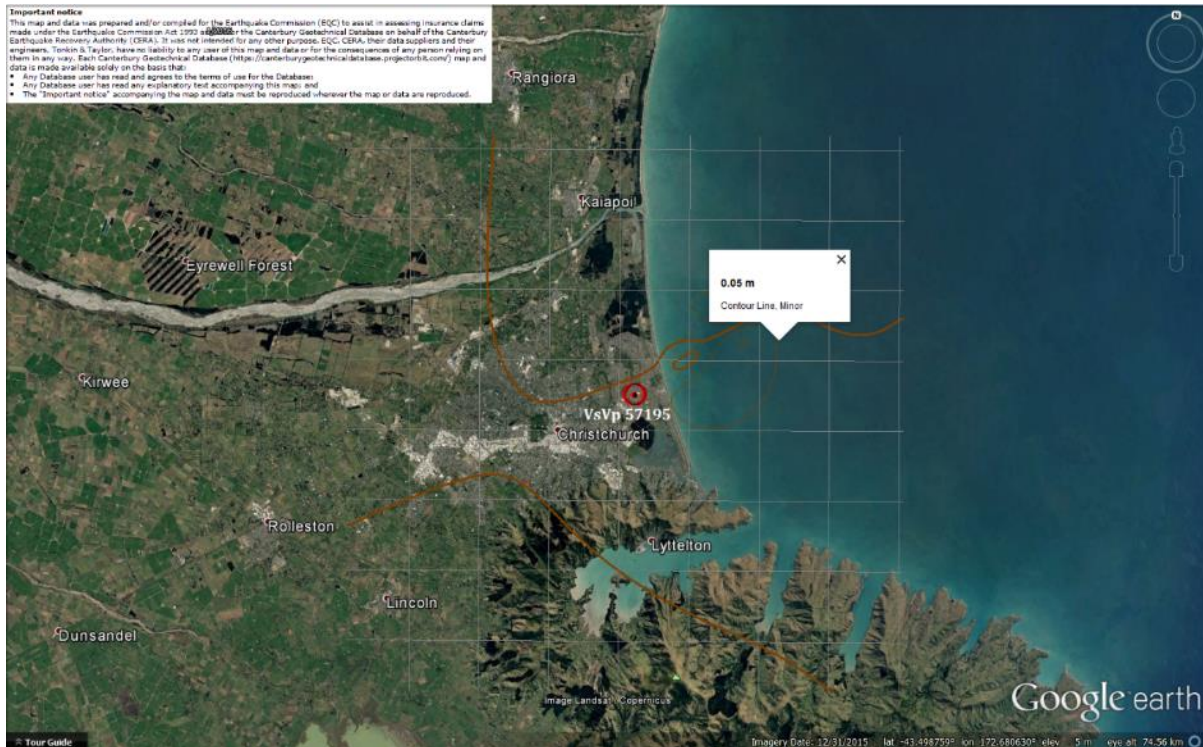 Important notice
This map and data was prepared and/or compiled for the Earthquake Commission (EQC) to assist in assessing insurance claims
made under the Earthquake Commission Act 1993 or the Canterbury Geotechnical Database on behalf of the Canterbury
Earthquake Recovery Authority (CERA). It was not intended for any other purpose. EQC, CERA, their data suppliers and their
engineers, Tonkin & Taylor, have no liability to any user of this map and data or for the consequences of any person relying on
them in any way. Each Canterbury Geotechnical Database (https://canterburygeotechnicaldatabase.projectorbit.com/) map and
data is made available solely on the basis that:
• Any Database user has read and agrees to the terms of use for the Database;
• Any Database user has read any explanatory text accompanying this map; and
• The "Important notice" accompanying the map and data must be reproduced wherever the map or data are reproduced.
N
Rangiora
Kaiapoi
Eyrewell Forest
0.05 m
Contour Line, Minor
Kirwee
VsVp 57195
Christchurch
Rolleston
Lyttelton
Lincoln
Dunsandel
Image Landsat / Copernicus
Google earth
Tour Guide
Imagery Date: 12/31/2015 lat -43.498759° lon 172.680630° elev 5 m eye alt 74.56 km